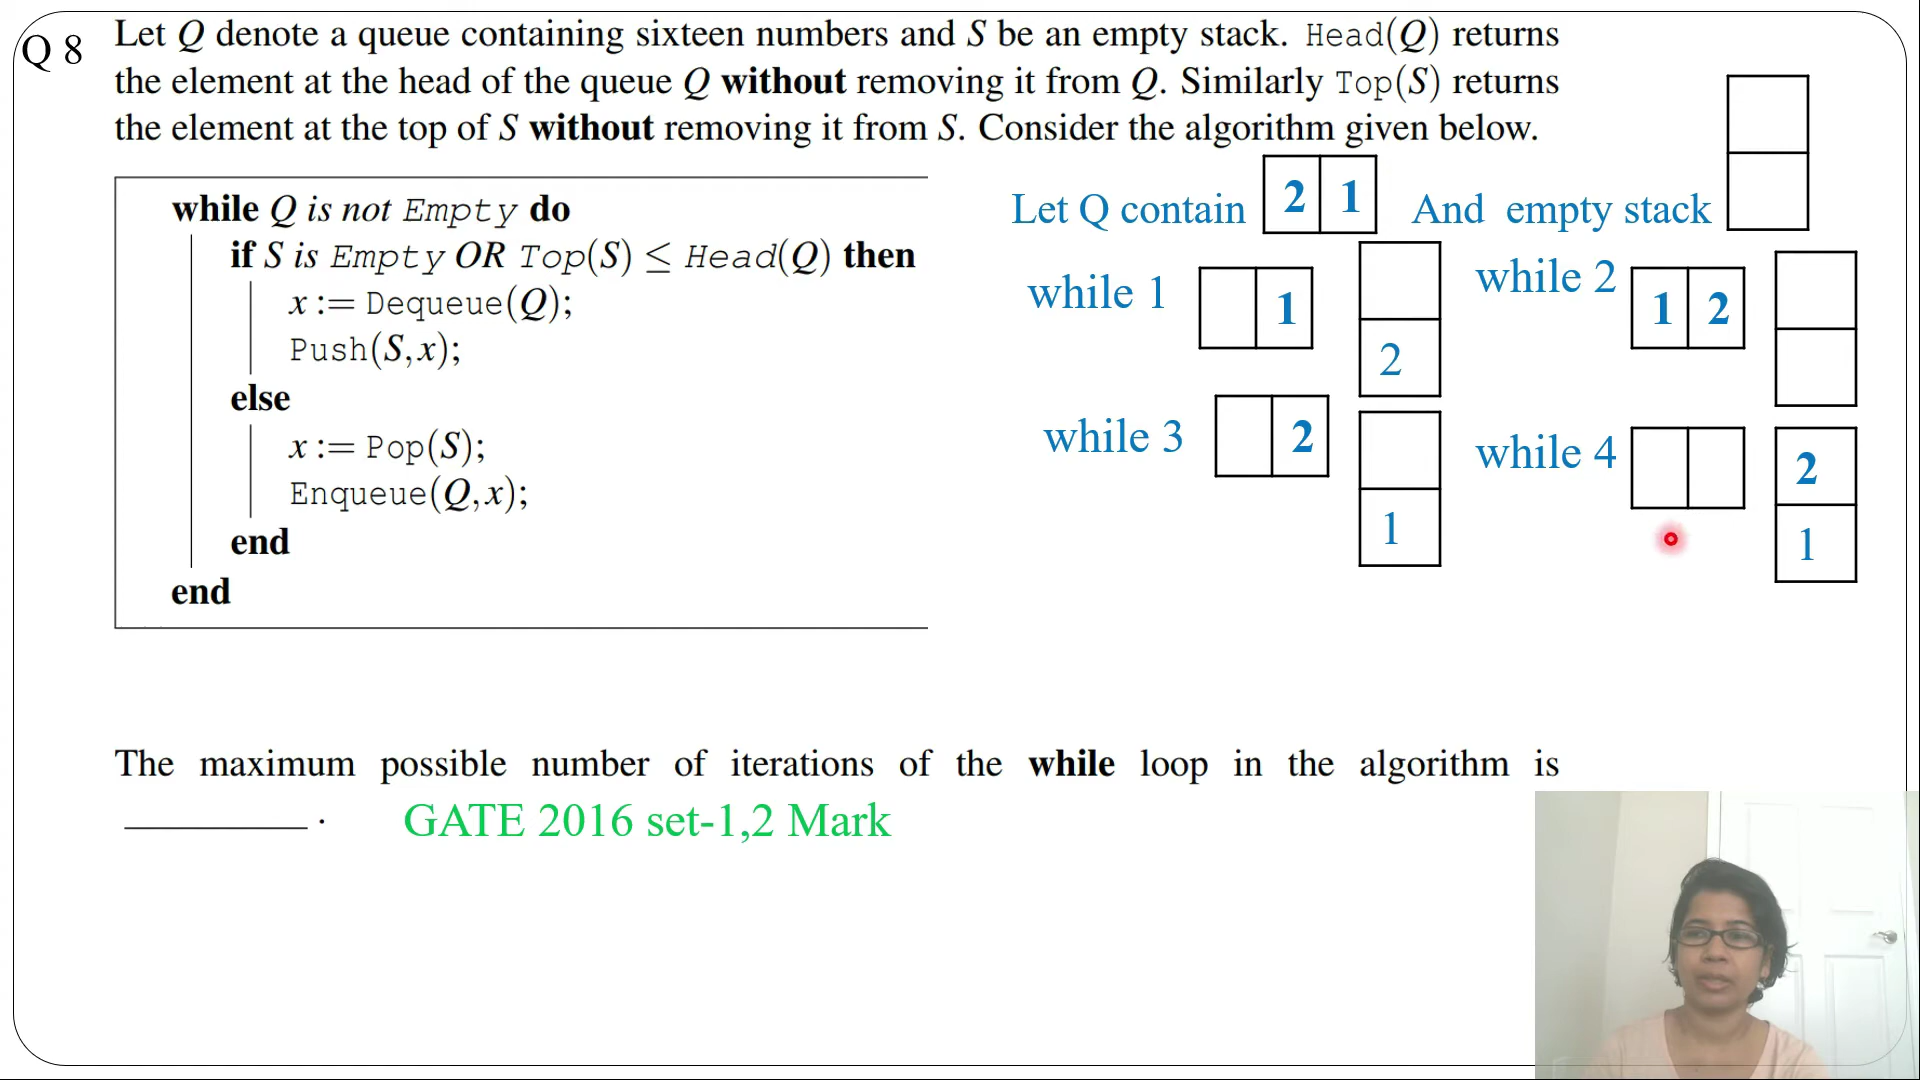 Q 8
Let Q denote a queue containing sixteen numbers and S be an empty stack. Head(Q) returns
the element at the head of the queue Q without removing it from Q. Similarly Top(S) returns
the element at the top of S without removing it from S. Consider the algorithm given below.
while Q is not Empty do
if S is Empty OR Top(S) ≤ Head(Q) then
x := Dequeue(Q);
Push(S,x);
else
x := Pop(S);
Enqueue(Q,x);
end
end
Let Q contain 2 1 And empty stack
while 1 1 2
while 2 1 2
while 3 2 1
while 4 2 1
The maximum possible number of iterations of the while loop in the algorithm is
________ .
GATE 2016 set-1,2 Mark